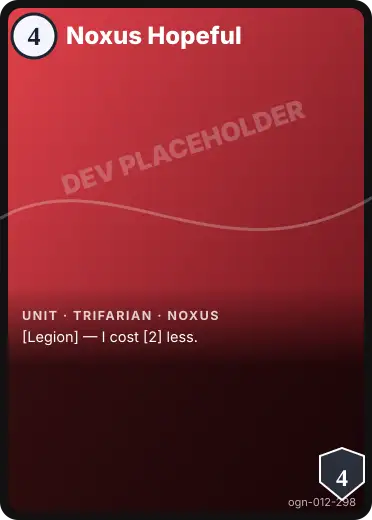 4 Noxus Hopeful
DEV PLACEHOLDER
UNIT · TRIFARIAN · NOXUS
[Legion] — I cost [2] less.
4
ogn-012-298